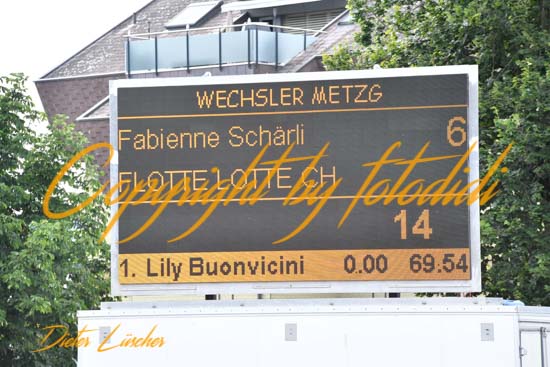 WECHSLER METZG
Fabienne Schärli 6
FLOTTE LOTTE CH
14
1. Lily Buonvicini 0.00 69.54
Copyright by fotodidi
Dieter Lüscher